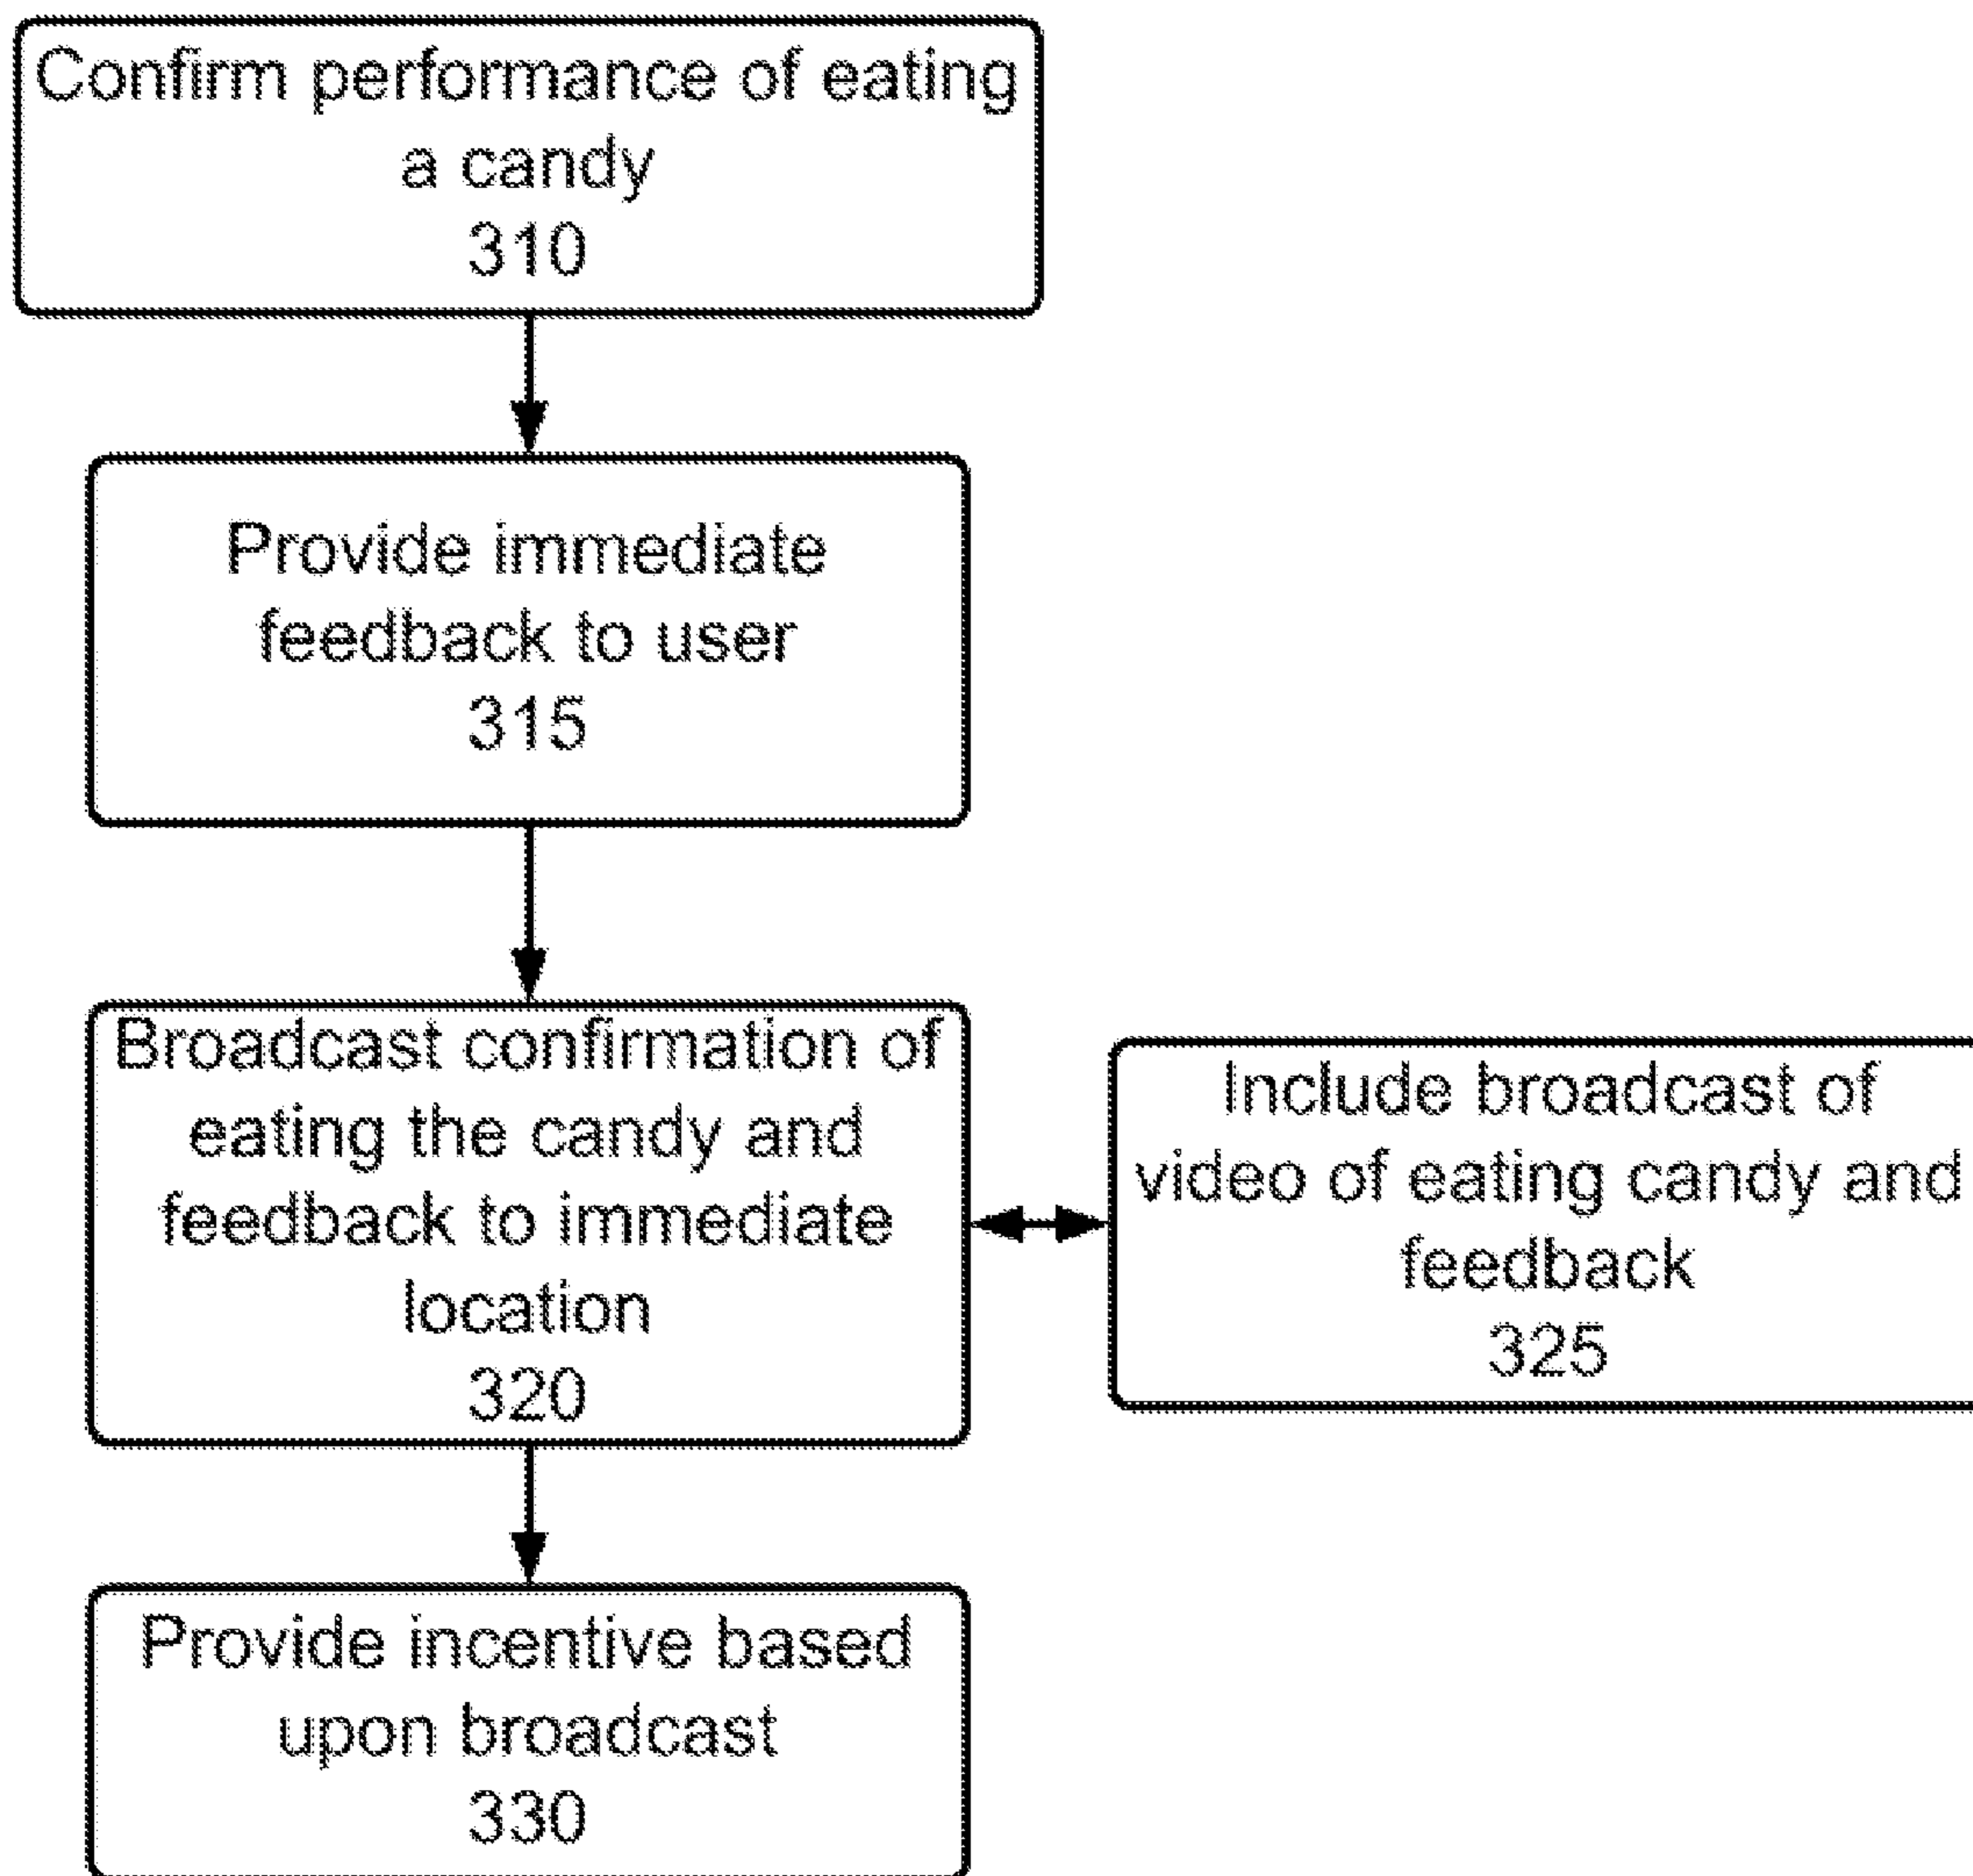 Confirm performance of eating
a candy
310
Provide immediate
feedback to user
315
Broadcast confirmation of
eating the candy and
feedback to immediate
location
320
Include broadcast of
video of eating candy and
feedback
325
Provide incentive based
upon broadcast
330